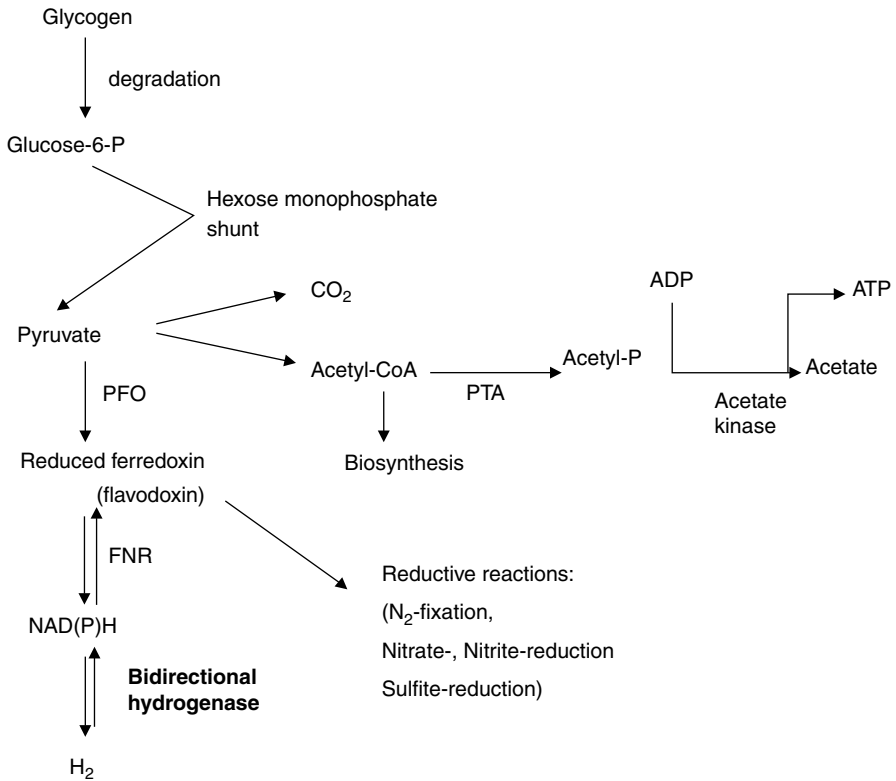 Glycogen
degradation
Glucose-6-P
Hexose monophosphate
shunt
CO₂
ADP
ATP
Pyruvate
Acetyl-CoA
PTA
Acetyl-P
Acetate
Acetate
kinase
PFO
Biosynthesis
Reduced ferredoxin
(flavodoxin)
FNR
Reductive reactions:
(N₂-fixation,
Nitrate-, Nitrite-reduction
Sulfite-reduction)
NAD(P)H
Bidirectional
hydrogenase
H₂